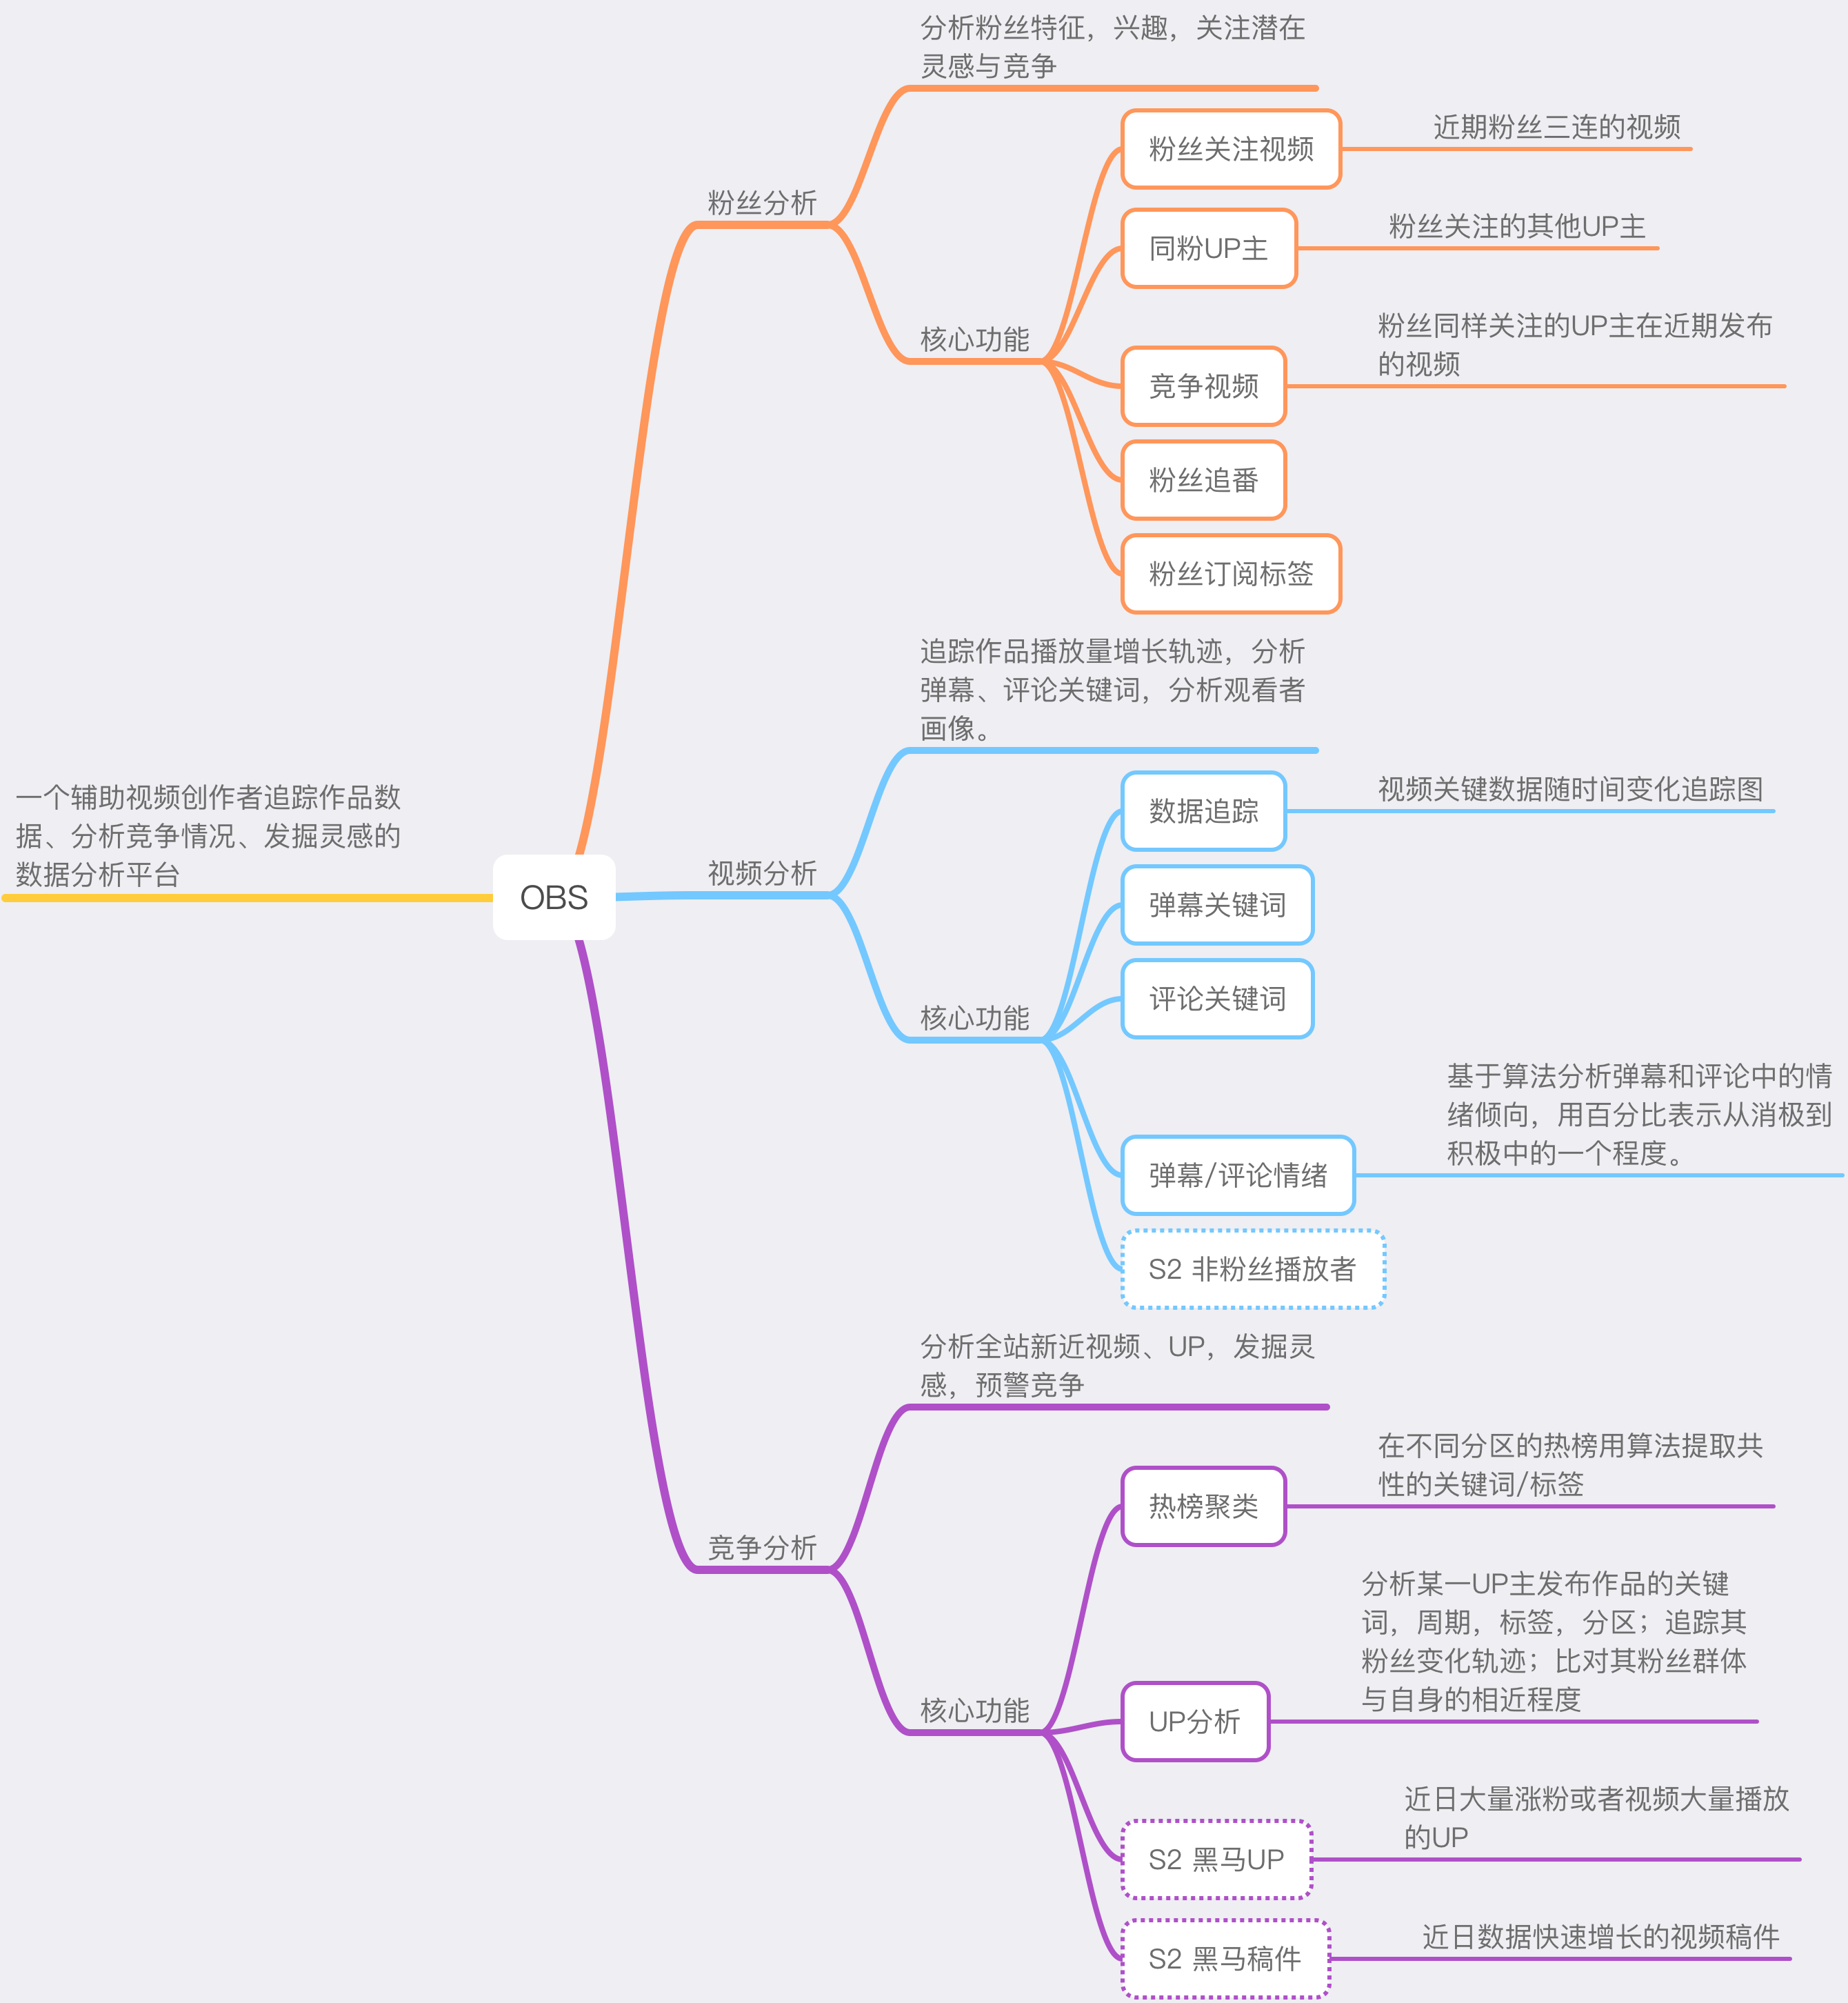 一个辅助视频创作者追踪作品数
据、分析竞争情况、发掘灵感的
数据分析平台
OBS
粉丝分析
分析粉丝特征，兴趣，关注潜在
灵感与竞争
核心功能
粉丝关注视频
近期粉丝三连的视频
同粉UP主
粉丝关注的其他UP主
竞争视频
粉丝同样关注的UP主在近期发布
的视频
粉丝追番
粉丝订阅标签
视频分析
追踪作品播放量增长轨迹，分析
弹幕、评论关键词，分析观看者
画像。
核心功能
数据追踪
视频关键数据随时间变化追踪图
弹幕关键词
评论关键词
弹幕/评论情绪
基于算法分析弹幕和评论中的情
绪倾向，用百分比表示从消极到
积极中的一个程度。
S2 非粉丝播放者
竞争分析
分析全站新近视频、UP，发掘灵
感，预警竞争
核心功能
热榜聚类
在不同分区的热榜用算法提取共
性的关键词/标签
UP分析
分析某一UP主发布作品的关键
词，周期，标签，分区；追踪其
粉丝变化轨迹；比对其粉丝群体
与自身的相近程度
S2 黑马UP
近日大量涨粉或者视频大量播放
的UP
S2 黑马稿件
近日数据快速增长的视频稿件